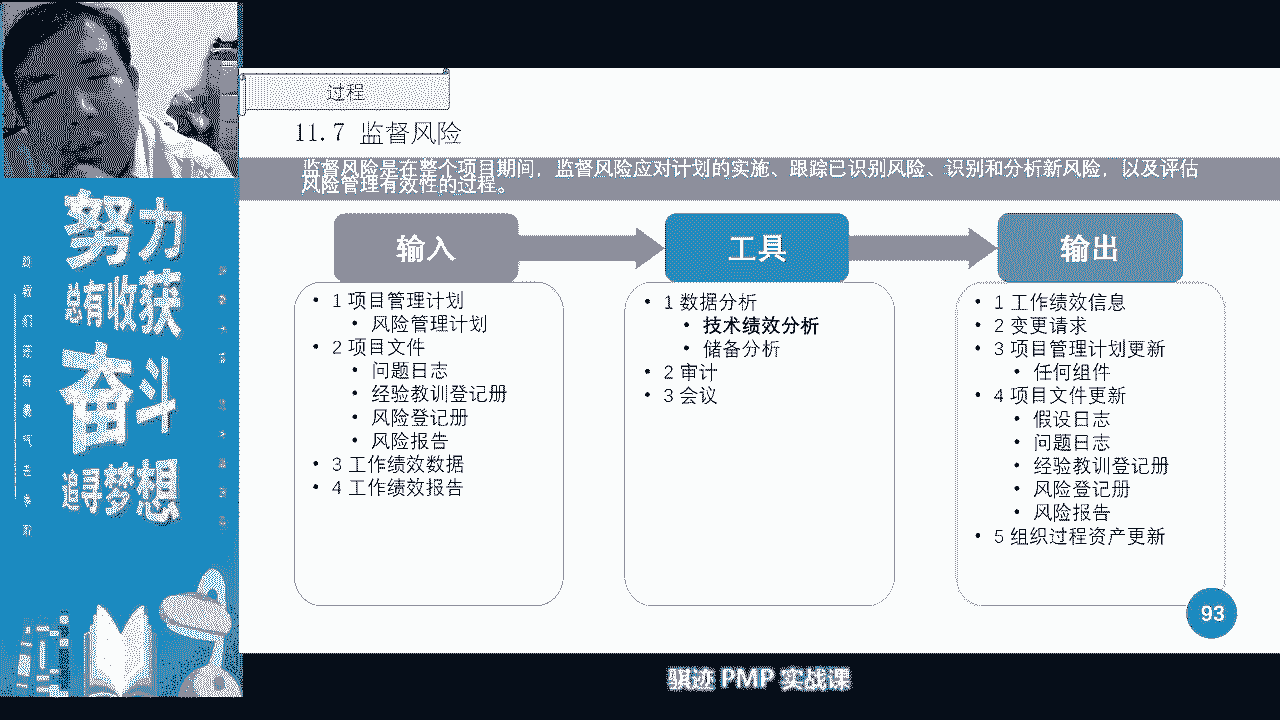 过程
11.7 监督风险
监督风险是在整个项目期间，监督风险应对计划的实施、跟踪已识别风险、识别和分析新风险，以及评估
风险管理有效性的过程。
努力
总有收获
奋斗
追寻梦想
输入
• 1 项目管理计划
• 风险管理计划
• 2 项目文件
• 问题日志
• 经验教训登记册
• 风险登记册
• 风险报告
• 3 工作绩效数据
• 4 工作绩效报告
工具
• 1 数据分析
• 技术绩效分析
• 储备分析
• 2 审计
• 3 会议
输出
• 1 工作绩效信息
• 2 变更请求
• 3 项目管理计划更新
• 任何组件
• 4 项目文件更新
• 假设日志
• 问题日志
• 经验教训登记册
• 风险登记册
• 风险报告
• 5 组织过程资产更新
93
骐迹 PMP 实战课